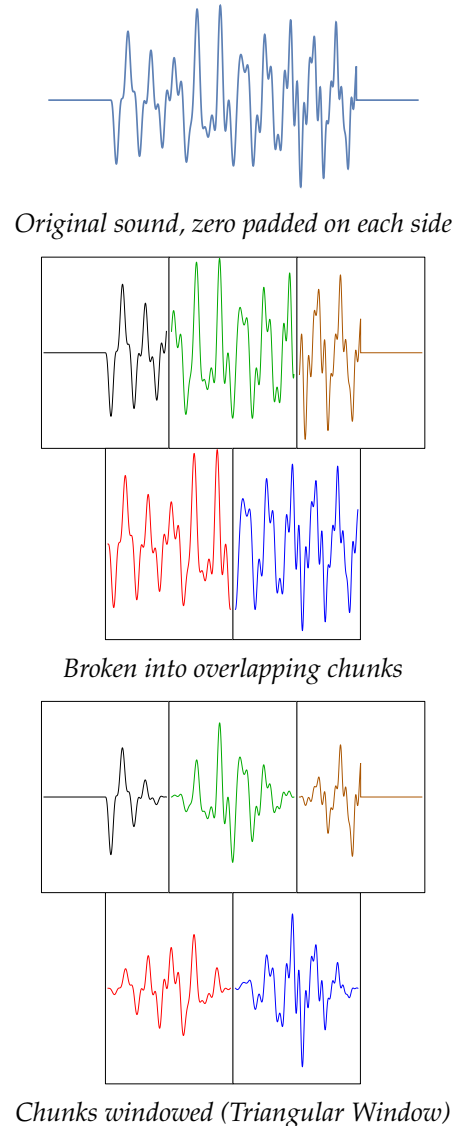 Original sound, zero padded on each side
Broken into overlapping chunks
Chunks windowed (Triangular Window)